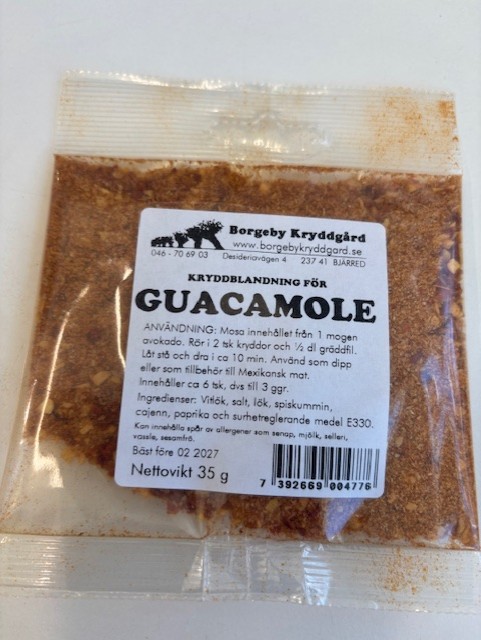 Borgeby Kryddgård
www.borgebykryddgard.se
046 - 70 69 03 Desideriavägen 4 237 41 BJÄRRED
KRYDDBLANDNING FÖR
GUACAMOLE
ANVÄNDNING: Mosa innehållet från 1 mogen
avokado. Rör i 2 tsk kryddor och ½ dl gräddfil.
Låt stå och dra i ca 10 min. Använd som dipp
eller som tillbehör till Mexikansk mat.
Innehåller ca 6 tsk, dvs till 3 ggr.
Ingredienser: Vitlök, salt, lök, spiskummin,
cajenn, paprika och surhetreglerande medel E330.
Kan innehålla spår av allergener som senap, mjölk, selleri,
vassle, sesamfrö.
Bäst före 02 2027
Nettovikt 35 g
7 392669 004776